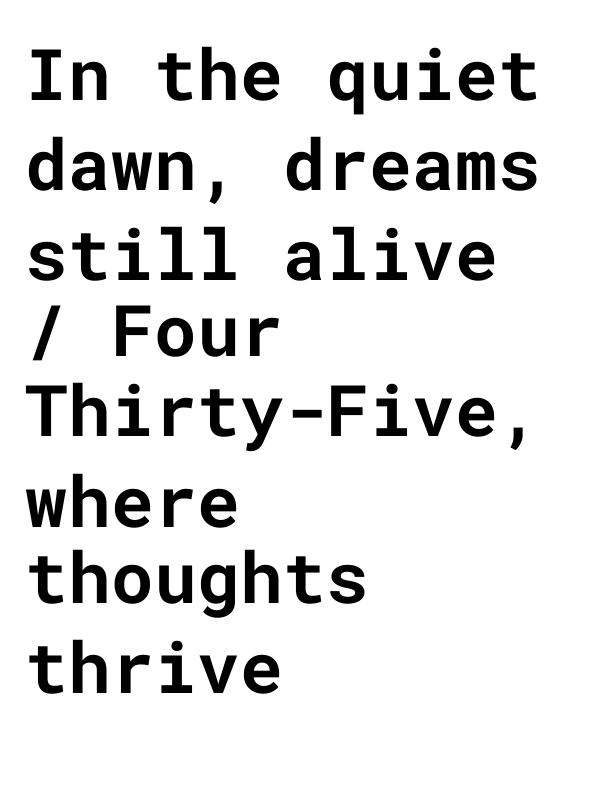 In the quiet
dawn, dreams
still alive
/ Four
Thirty-Five,
where
thoughts
thrive